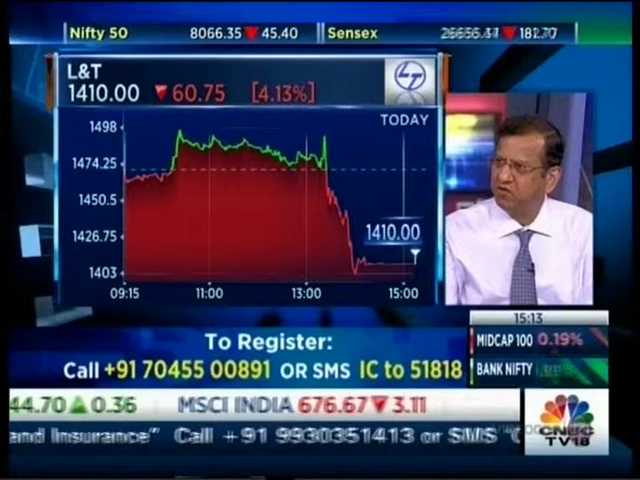 Nifty 50 8066.35 ▼ 45.40 Sensex
L&T
1410.00 ▼ 60.75 [4.13%]
TODAY
1498
1474.25
1450.5
1426.75
1403
1410.00
09:15 11:00 13:00 15:00
15:13
To Register:
MIDCAP 100 0.19%
Call +91 70455 00891 OR SMS IC to 51818
BANK NIFTY
44.70 ▲ 0.36 MSCI INDIA 676.67 ▼ 3.11
and Insurance" Call +91 9930351413 or SMS
CNBC
TV18